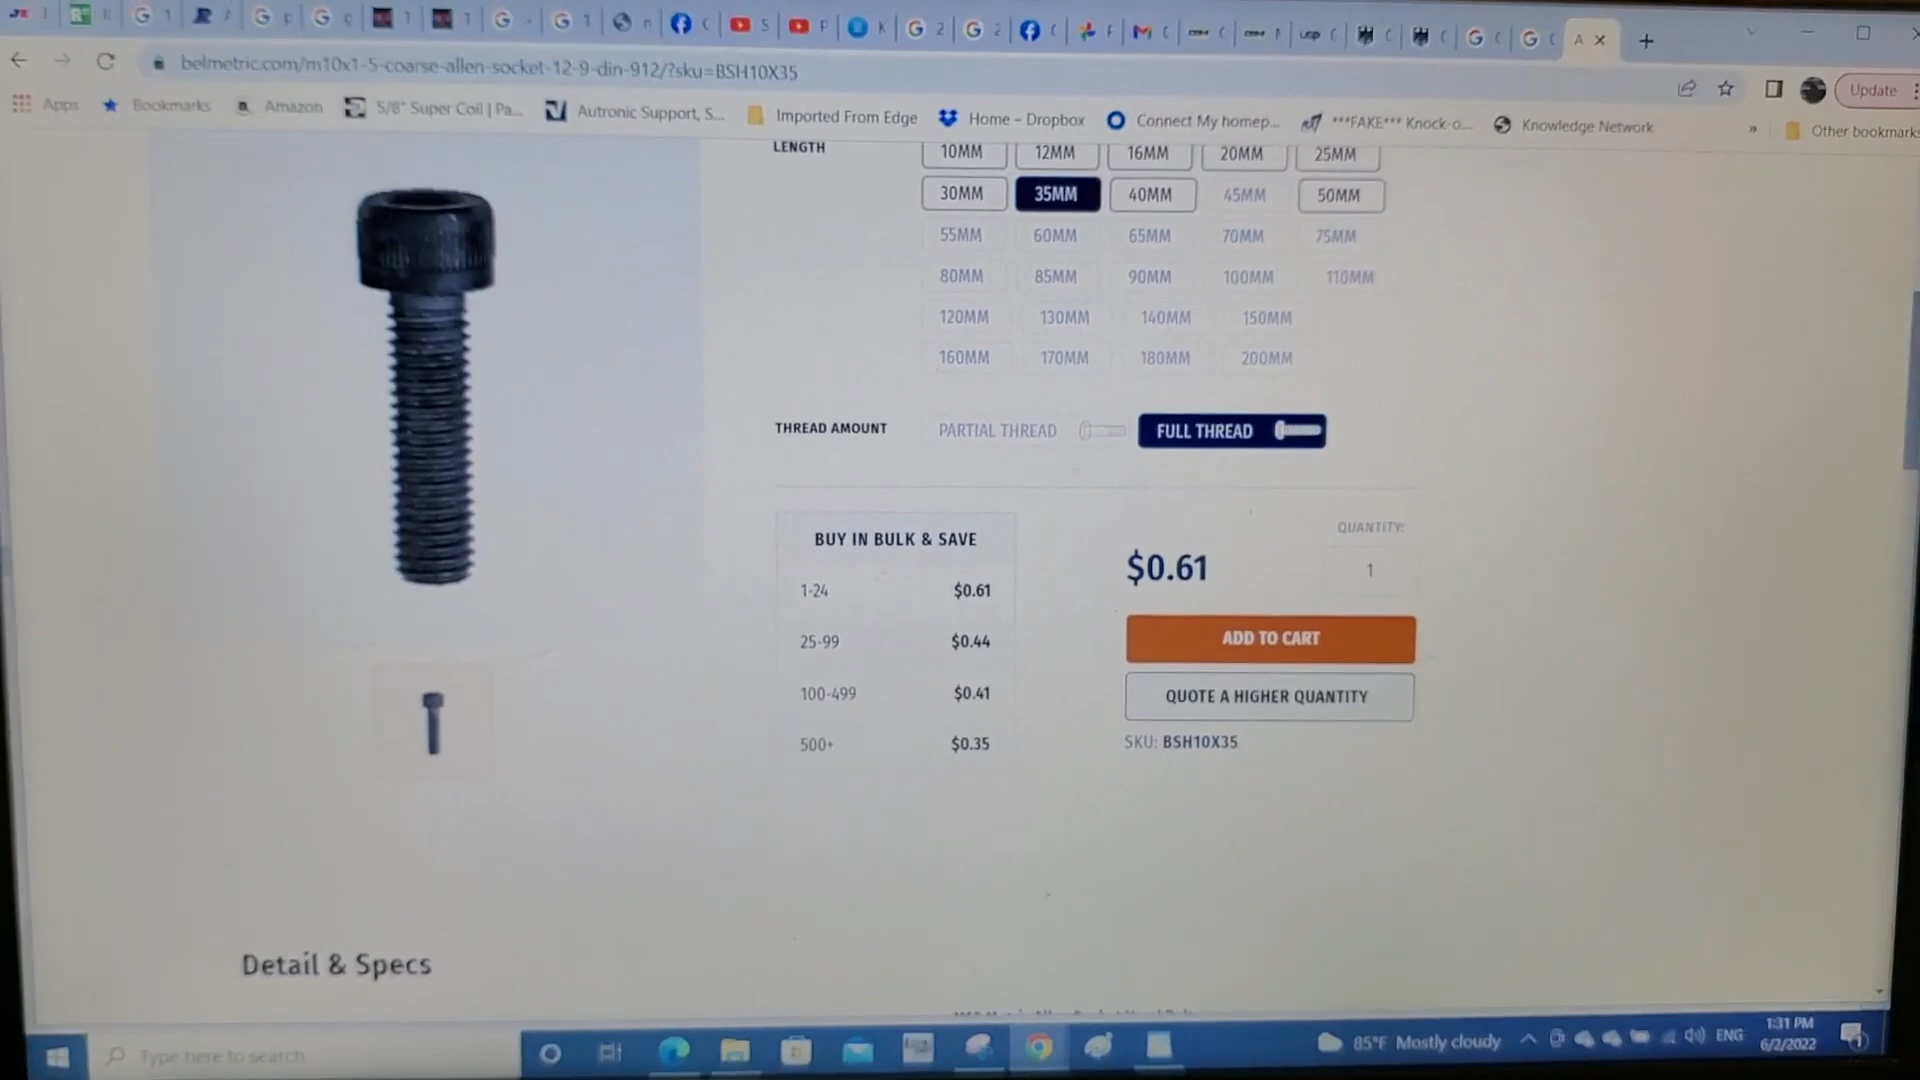 belmetric.com/m10x1-5-coarse-allen-socket-12-9-din-912/?sku=BSH10X35
Update
Apps
Bookmarks
Amazon
5/8" Super Coil | Pa...
Autronic Support, S...
Imported From Edge
Home – Dropbox
Connect My homep...
***FAKE*** Knock-o...
Knowledge Network
»
Other bookmarks
LENGTH
10MM 12MM 16MM 20MM 25MM
30MM 35MM 40MM 45MM 50MM
55MM 60MM 65MM 70MM 75MM
80MM 85MM 90MM 100MM 110MM
120MM 130MM 140MM 150MM
160MM 170MM 180MM 200MM
THREAD AMOUNT
PARTIAL THREAD
FULL THREAD
BUY IN BULK & SAVE
1-24 $0.61
25-99 $0.44
100-499 $0.41
500+ $0.35
$0.61
QUANTITY:
1
ADD TO CART
QUOTE A HIGHER QUANTITY
SKU: BSH10X35
Detail & Specs
Type here to search
85°F Mostly cloudy
ENG
1:31 PM
6/2/2022